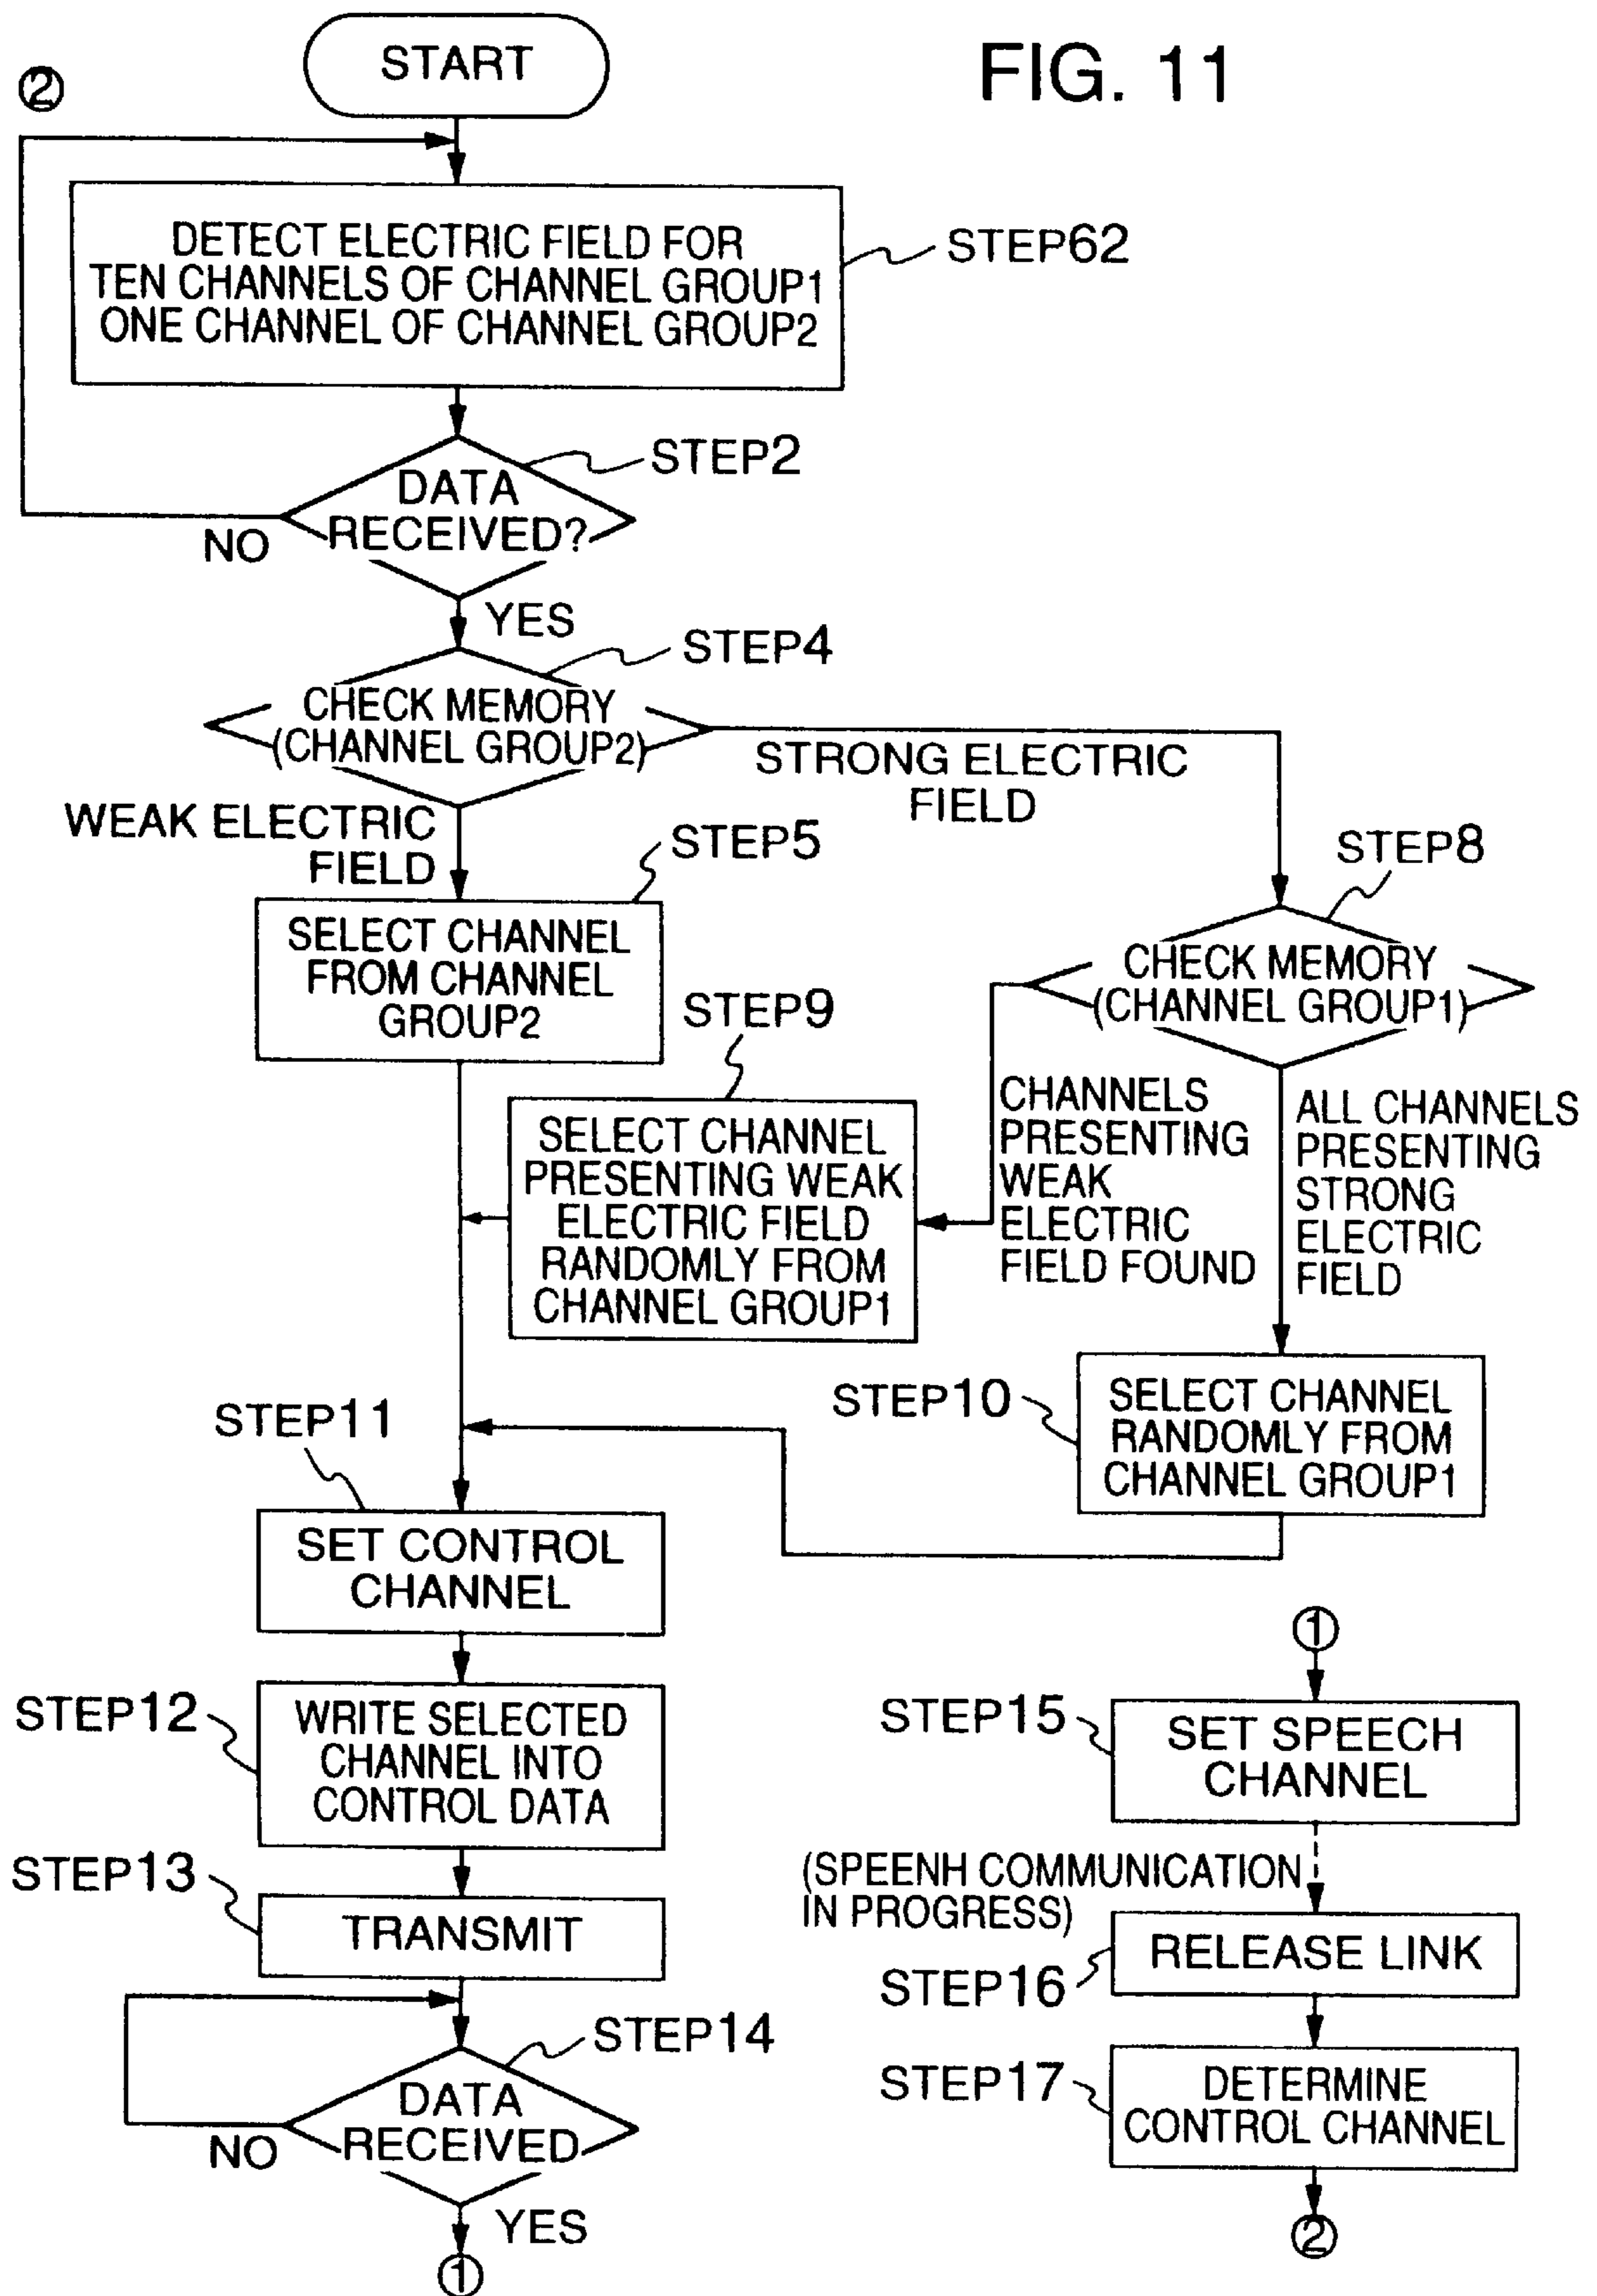 FIG. 11
START
②
DETECT ELECTRIC FIELD FOR
TEN CHANNELS OF CHANNEL GROUP1
ONE CHANNEL OF CHANNEL GROUP2
STEP62
STEP2
DATA
RECEIVED?
NO
YES
STEP4
CHECK MEMORY
(CHANNEL GROUP2)
STRONG ELECTRIC
FIELD
WEAK ELECTRIC
FIELD
STEP5
SELECT CHANNEL
FROM CHANNEL
GROUP2
STEP8
CHECK MEMORY
(CHANNEL GROUP1)
STEP9
SELECT CHANNEL
PRESENTING WEAK
ELECTRIC FIELD
RANDOMLY FROM
CHANNEL GROUP1
CHANNELS
PRESENTING
WEAK
ELECTRIC
FIELD FOUND
ALL CHANNELS
PRESENTING
STRONG
ELECTRIC
FIELD
STEP10
SELECT CHANNEL
RANDOMLY FROM
CHANNEL GROUP1
STEP11
SET CONTROL
CHANNEL
STEP12
WRITE SELECTED
CHANNEL INTO
CONTROL DATA
STEP13
TRANSMIT
STEP14
DATA
RECEIVED
NO
YES
①
①
STEP15
SET SPEECH
CHANNEL
(SPEENH COMMUNICATION
IN PROGRESS)
STEP16
RELEASE LINK
STEP17
DETERMINE
CONTROL CHANNEL
②